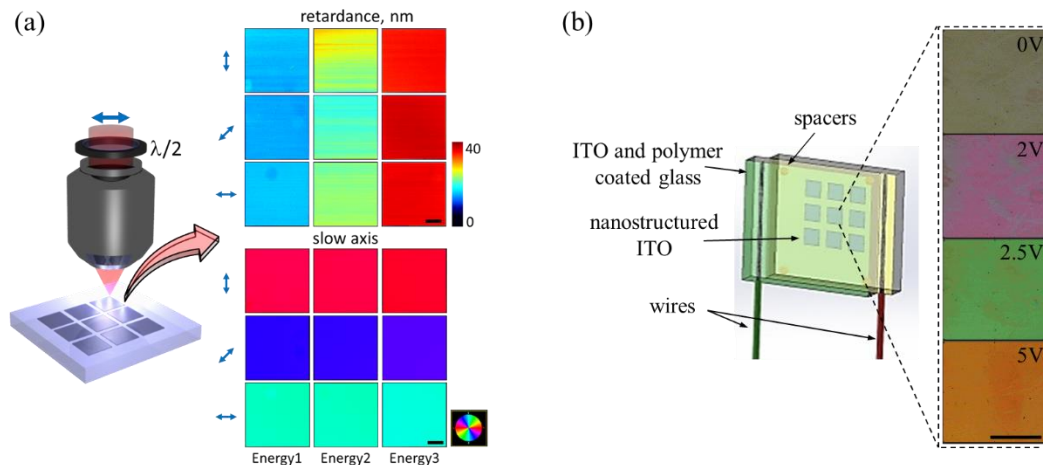 (a)
retardance, nm
λ/2
40
0
slow axis
Energy1 Energy2 Energy3
(b)
spacers
ITO and polymer
coated glass
nanostructured
ITO
wires
0V
2V
2.5V
5V